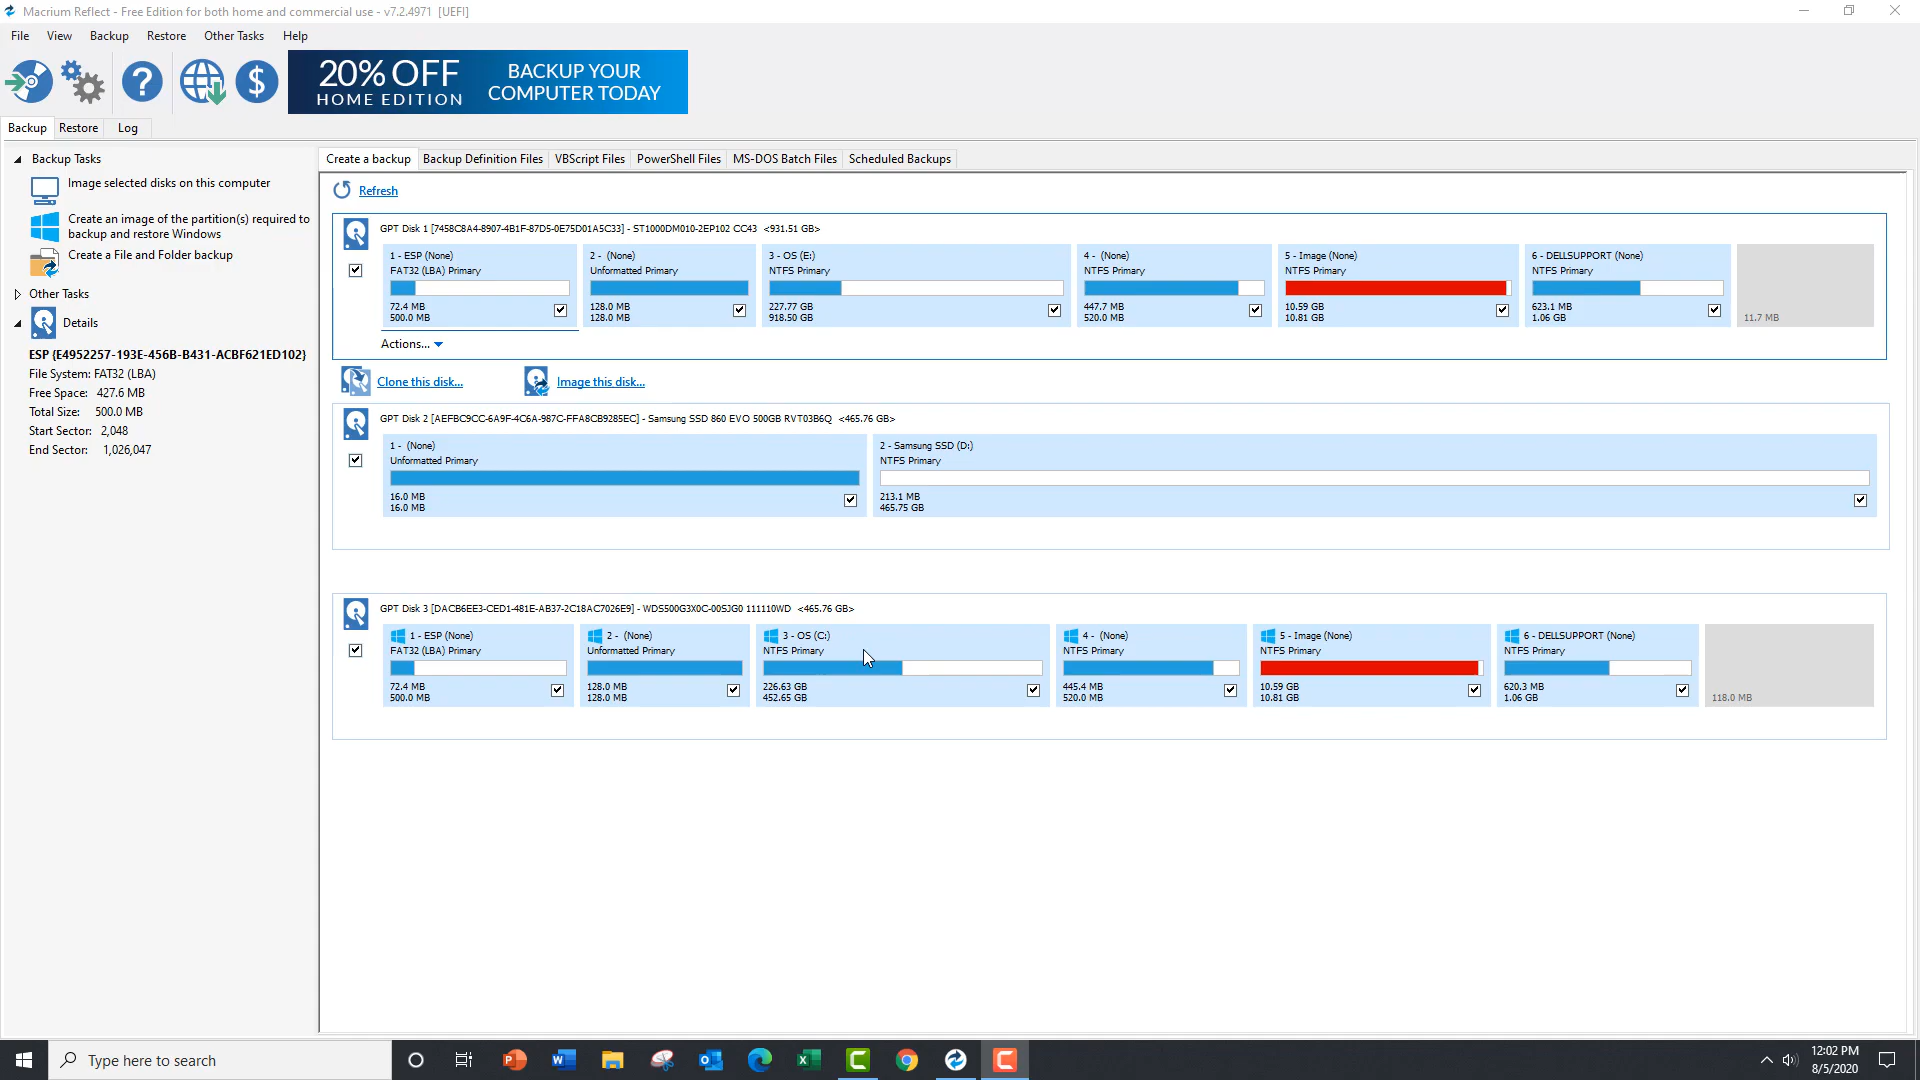 Macrium Reflect - Free Edition for both home and commercial use - v7.2.4971 [UEFI]
File View Backup Restore Other Tasks Help
20% OFF
HOME EDITION
BACKUP YOUR
COMPUTER TODAY
Backup Restore Log
Backup Tasks
Image selected disks on this computer
Create an image of the partition(s) required to
backup and restore Windows
Create a File and Folder backup
Other Tasks
Details
ESP {E4952257-193E-456B-B431-ACBF621ED102}
File System: FAT32 (LBA)
Free Space: 427.6 MB
Total Size: 500.0 MB
Start Sector: 2,048
End Sector: 1,026,047
Create a backup Backup Definition Files VBScript Files PowerShell Files MS-DOS Batch Files Scheduled Backups
Refresh
GPT Disk 1 [7458C8A4-8907-4B1F-87D5-0E75D01A5C33] - ST1000DM010-2EP102 CC43 <931.51 GB>
1 - ESP (None)
FAT32 (LBA) Primary
72.4 MB
500.0 MB
2 - (None)
Unformatted Primary
128.0 MB
128.0 MB
3 - OS (E:)
NTFS Primary
227.77 GB
918.50 GB
4 - (None)
NTFS Primary
447.7 MB
520.0 MB
5 - Image (None)
NTFS Primary
10.59 GB
10.81 GB
6 - DELLSUPPORT (None)
NTFS Primary
623.1 MB
1.06 GB
11.7 MB
Actions...
Clone this disk... Image this disk...
GPT Disk 2 [AEFBC9CC-6A9F-4C6A-987C-FFA8CB9285EC] - Samsung SSD 860 EVO 500GB RVT03B6Q <465.76 GB>
1 - (None)
Unformatted Primary
16.0 MB
16.0 MB
2 - Samsung SSD (D:)
NTFS Primary
213.1 MB
465.75 GB
GPT Disk 3 [DACB6EE3-CED1-481E-AB37-2C18AC7026E9] - WDS500G3X0C-00SJG0 111110WD <465.76 GB>
1 - ESP (None)
FAT32 (LBA) Primary
72.4 MB
500.0 MB
2 - (None)
Unformatted Primary
128.0 MB
128.0 MB
3 - OS (C:)
NTFS Primary
226.63 GB
452.65 GB
4 - (None)
NTFS Primary
445.4 MB
520.0 MB
5 - Image (None)
NTFS Primary
10.59 GB
10.81 GB
6 - DELLSUPPORT (None)
NTFS Primary
620.3 MB
1.06 GB
118.0 MB
Type here to search
12:02 PM
8/5/2020